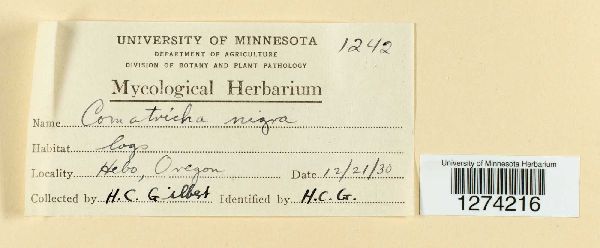 UNIVERSITY OF MINNESOTA
1242
DEPARTMENT OF AGRICULTURE
DIVISION OF BOTANY AND PLANT PATHOLOGY
Mycological Herbarium
Name Comatricha nigra
Habitat logs
Locality Hebo, Oregon Date 12/21/30
Collected by H.C. Gilbert Identified by H.C.G.
University of Minnesota Herbarium
1274216